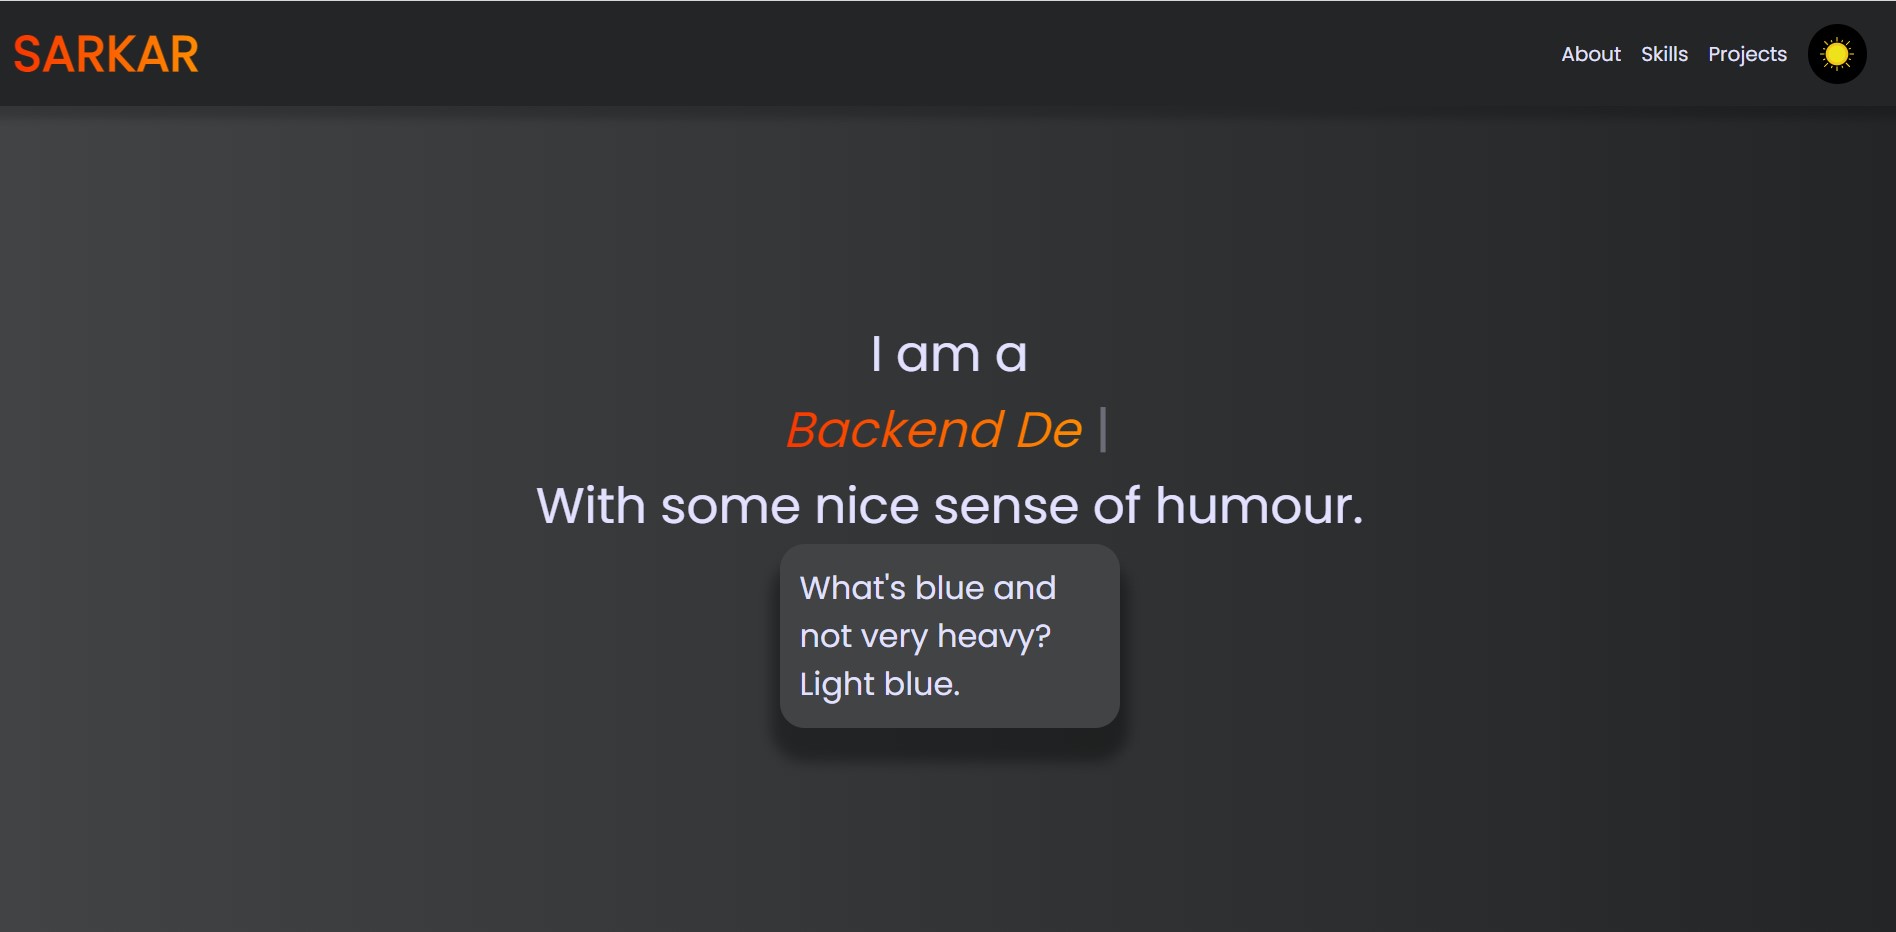 SARKAR
About Skills Projects
I am a
Backend De |
With some nice sense of humour.
What's blue and
not very heavy?
Light blue.